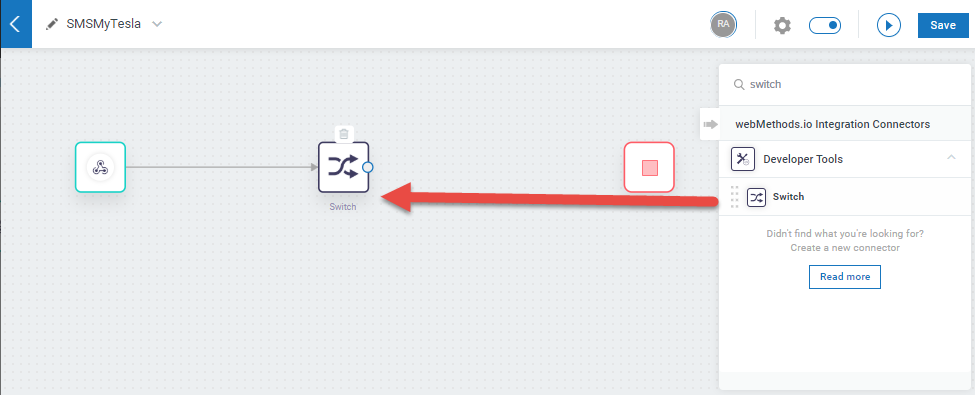 SMSMyTesla
RA
Save
switch
webMethods.io Integration Connectors
Developer Tools
Switch
Switch
Didn't find what you're looking for?
Create a new connector
Read more